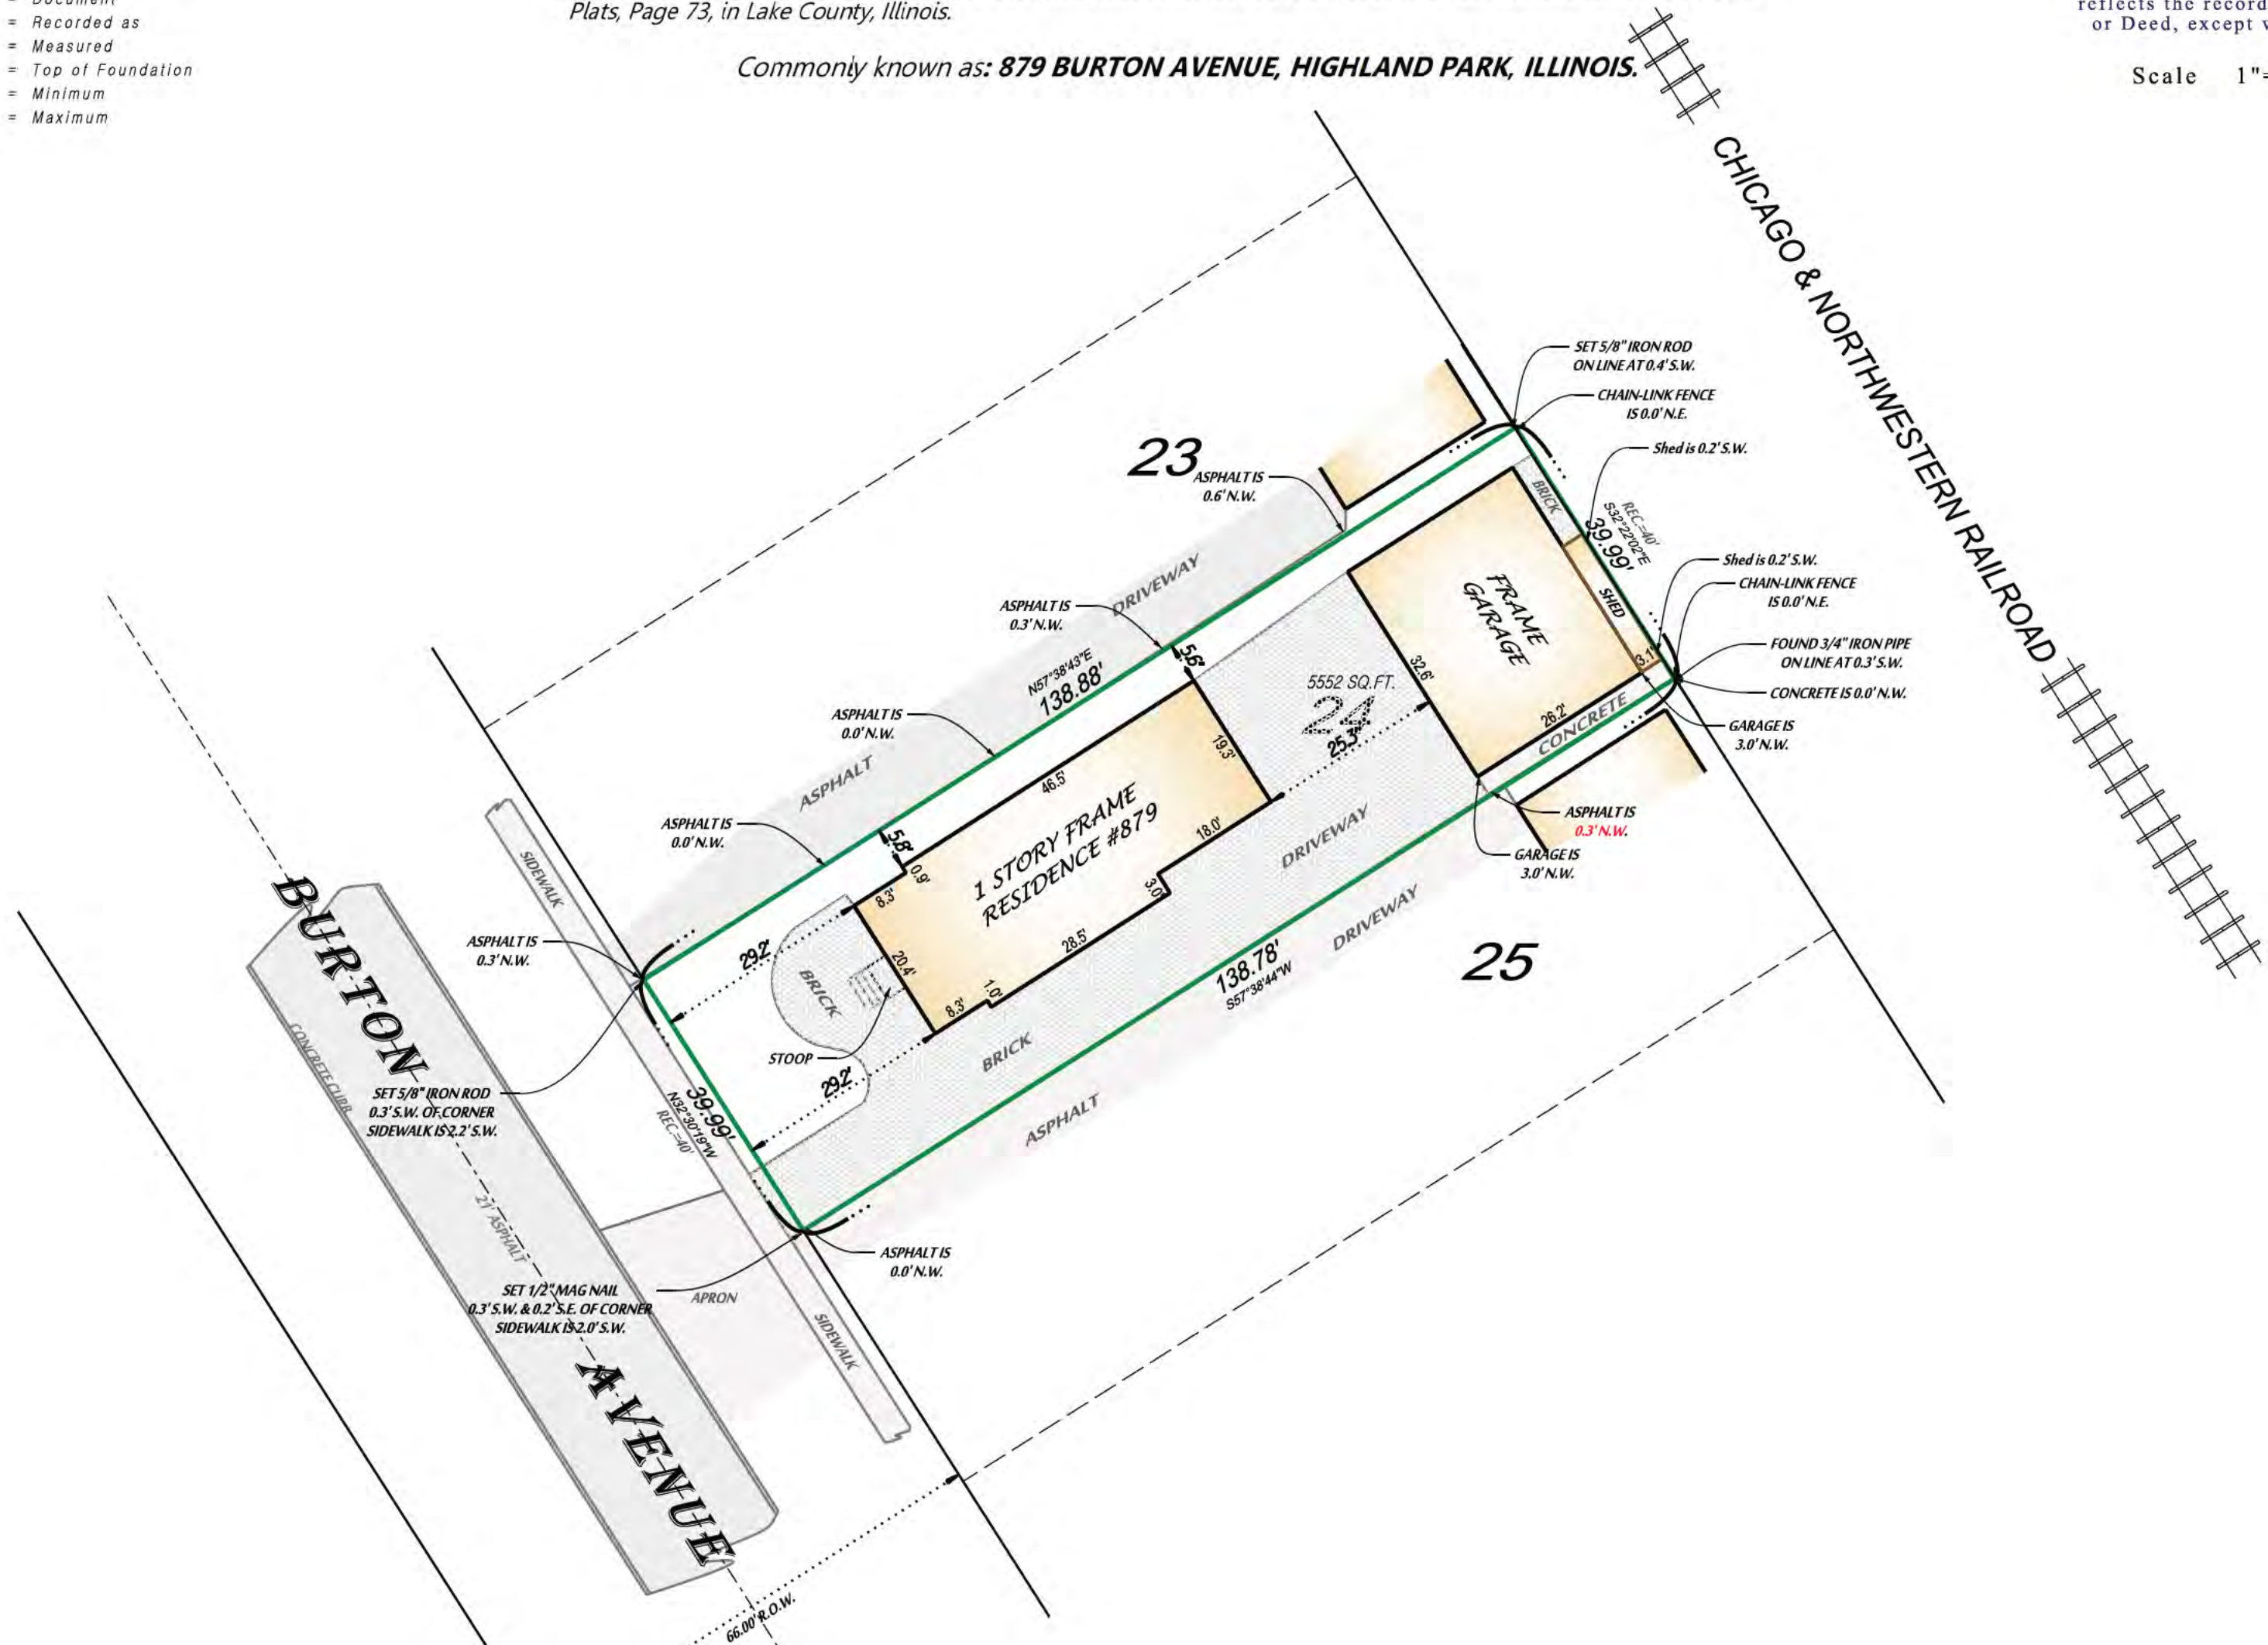 = Document
= Recorded as
= Measured
= Top of Foundation
= Minimum
= Maximum
Plats, Page 73, in Lake County, Illinois.
Commonly known as: 879 BURTON AVENUE, HIGHLAND PARK, ILLINOIS.
reflects the record
or Deed, except
Scale 1"=
CHICAGO & NORTHWESTERN RAILROAD
SET 5/8" IRON ROD
ON LINE AT 0.4' S.W.
CHAIN-LINK FENCE
IS 0.0' N.E.
Shed is 0.2' S.W.
23
ASPHALT IS
0.6' N.W.
BRICK
REC.=40'
S32°22'02"E
39.99'
Shed is 0.2' S.W.
CHAIN-LINK FENCE
IS 0.0' N.E.
FOUND 3/4" IRON PIPE
ON LINE AT 0.3' S.W.
CONCRETE IS 0.0' N.W.
GARAGE IS
3.0' N.W.
SHED
3.1'
FRAME
GARAGE
32.6'
26.2'
CONCRETE
ASPHALT IS
0.3' N.W.
GARAGE IS
3.0' N.W.
DRIVEWAY
ASPHALT IS
0.3' N.W.
N57°38'43"E
138.88'
5.6'
5552 SQ.FT.
24
25.3'
ASPHALT IS
0.0' N.W.
ASPHALT
46.5'
19.3'
1 STORY FRAME
RESIDENCE #879
18.0'
3.0'
28.5'
1.0'
8.3'
20.4'
8.3'
0.9'
5.8'
ASPHALT IS
0.0' N.W.
DRIVEWAY
DRIVEWAY
25
138.78'
S57°38'44"W
BRICK
ASPHALT
29.2'
BRICK
STOOP
29.2'
ASPHALT IS
0.3' N.W.
SIDEWALK
BURTON
AVENUE
CONCRETE CURB
SET 5/8" IRON ROD
0.3' S.W. OF CORNER
SIDEWALK IS 2.2' S.W.
39.99'
N32°30'19"W
REC.=40'
21' ASPHALT
SET 1/2" MAG NAIL
0.3' S.W. & 0.2' S.E. OF CORNER
SIDEWALK IS 2.0' S.W.
APRON
ASPHALT IS
0.0' N.W.
SIDEWALK
66.00' R.O.W.